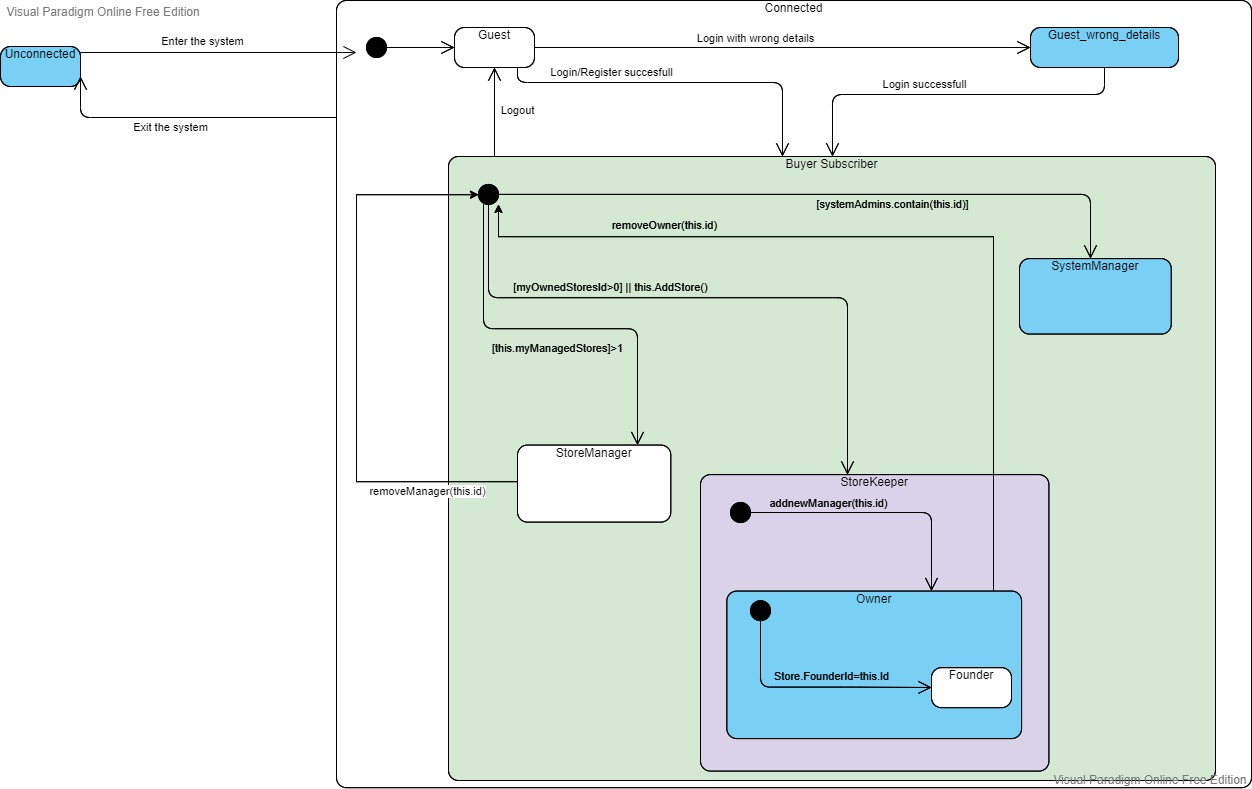 Visual Paradigm Online Free Edition
Connected
Unconnected
Enter the system
Exit the system
Guest
Login with wrong details
Guest_wrong_details
Login/Register succesfull
Login successfull
Logout
Buyer Subscriber
[systemAdmins.contain(this.id)]
removeOwner(this.id)
SystemManager
[myOwnedStoresId>0] || this.AddStore()
[this.myManagedStores]>1
StoreManager
removeManager(this.id)
StoreKeeper
addnewManager(this.id)
Owner
Store.FounderId=this.Id
Founder
Visual Paradigm Online Free Edition